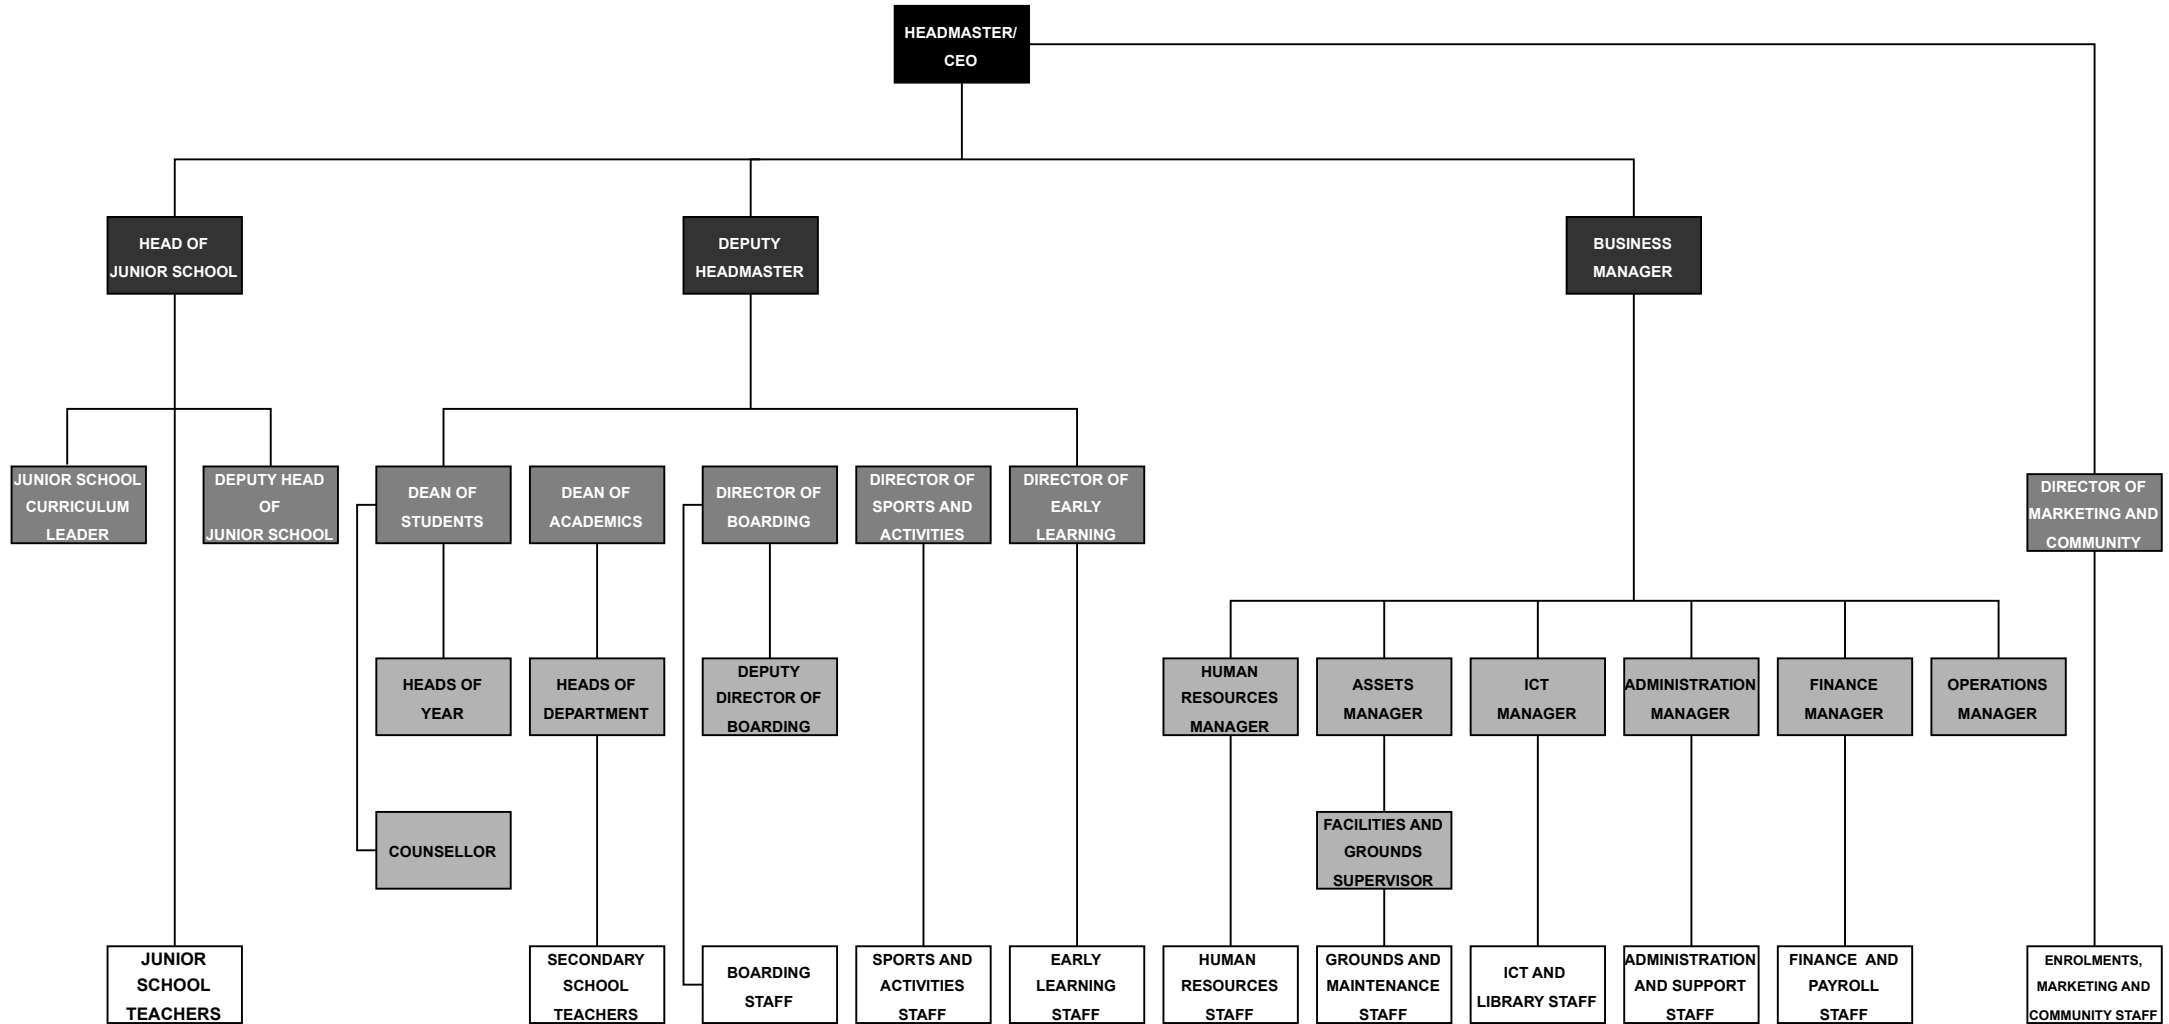 HEADMASTER/
CEO
HEAD OF
JUNIOR SCHOOL
DEPUTY
HEADMASTER
BUSINESS
MANAGER
JUNIOR SCHOOL
CURRICULUM
LEADER
DEPUTY HEAD
OF
JUNIOR SCHOOL
DEAN OF
STUDENTS
DEAN OF
ACADEMICS
DIRECTOR OF
BOARDING
DIRECTOR OF
SPORTS AND
ACTIVITIES
DIRECTOR OF
EARLY
LEARNING
DIRECTOR OF
MARKETING AND
COMMUNITY
HEADS OF
YEAR
HEADS OF
DEPARTMENT
DEPUTY
DIRECTOR OF
BOARDING
HUMAN
RESOURCES
MANAGER
ASSETS
MANAGER
ICT
MANAGER
ADMINISTRATION
MANAGER
FINANCE
MANAGER
OPERATIONS
MANAGER
COUNSELLOR
FACILITIES AND
GROUNDS
SUPERVISOR
JUNIOR
SCHOOL
TEACHERS
SECONDARY
SCHOOL
TEACHERS
BOARDING
STAFF
SPORTS AND
ACTIVITIES
STAFF
EARLY
LEARNING
STAFF
HUMAN
RESOURCES
STAFF
GROUNDS AND
MAINTENANCE
STAFF
ICT AND
LIBRARY STAFF
ADMINISTRATION
AND SUPPORT
STAFF
FINANCE AND
PAYROLL
STAFF
ENROLMENTS,
MARKETING AND
COMMUNITY STAFF